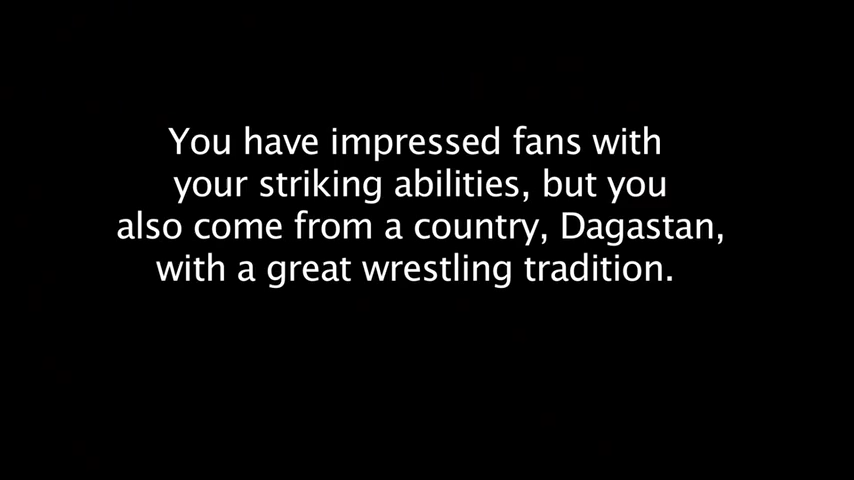 You have impressed fans with
your striking abilities, but you
also come from a country, Dagastan,
with a great wrestling tradition.